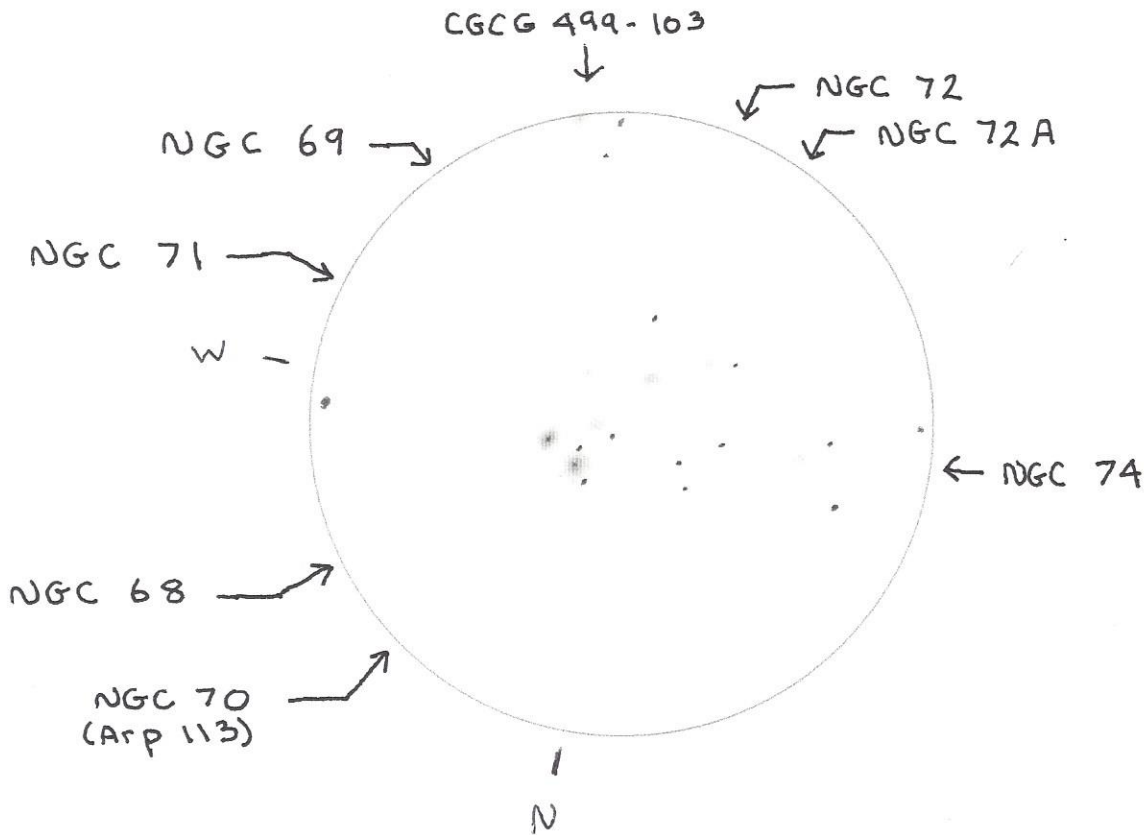 CGCG 499-103
NGC 72
NGC 69
NGC 72A
NGC 71
W
NGC 74
NGC 68
NGC 70
(Arp 113)
N